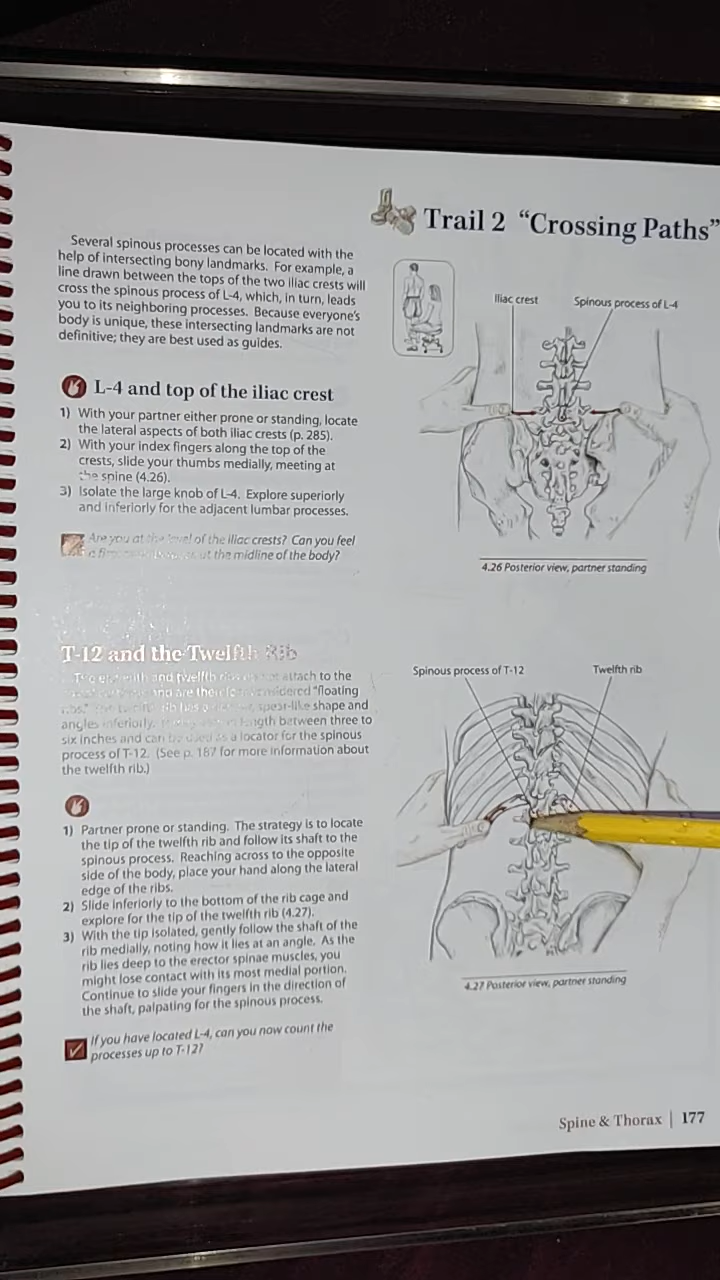 Trail 2 "Crossing Paths"
Several spinous processes can be located with the
help of intersecting bony landmarks. For example, a
line drawn between the tops of the two iliac crests will
cross the spinous process of L-4, which, in turn, leads
you to its neighboring processes. Because everyone's
body is unique, these intersecting landmarks are not
definitive; they are best used as guides.
L-4 and top of the iliac crest
1) With your partner either prone or standing, locate
the lateral aspects of both iliac crests (p. 285).
2) With your index fingers along the top of the
crests, slide your thumbs medially, meeting at
the spine (4.26).
3) Isolate the large knob of L-4. Explore superiorly
and inferiorly for the adjacent lumbar processes.
Are you at the level of the iliac crests? Can you feel
at the midline of the body?
Iliac crest
Spinous process of L-4
4.26 Posterior view, partner standing
T-12 and the Twelfth Rib
and twelfth attach to the
and are "floating
rib has a spear-like shape and
angles inferiorly. length between three to
six inches and can be used as a locator for the spinous
process of T-12. (See p. 187 for more information about
the twelfth rib.)
1) Partner prone or standing. The strategy is to locate
the tip of the twelfth rib and follow its shaft to the
spinous process. Reaching across to the opposite
side of the body, place your hand along the lateral
edge of the ribs.
2) Slide inferiorly to the bottom of the rib cage and
explore for the tip of the twelfth rib (4.27).
3) With the tip isolated, gently follow the shaft of the
rib medially, noting how it lies at an angle. As the
rib lies deep to the erector spinae muscles, you
might lose contact with its most medial portion.
Continue to slide your fingers in the direction of
the shaft, palpating for the spinous process.
If you have located L-4, can you now count the
processes up to T-12?
Spinous process of T-12
Twelfth rib
4.27 Posterior view, partner standing
Spine & Thorax | 177